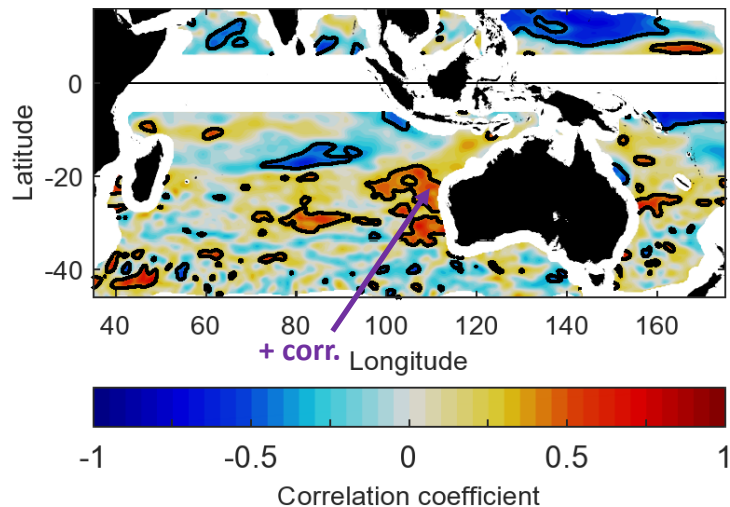 Latitude
0
-20
-40
40 60 80 100 120 140 160
+ corr. Longitude
-1 -0.5 0 0.5 1
Correlation coefficient